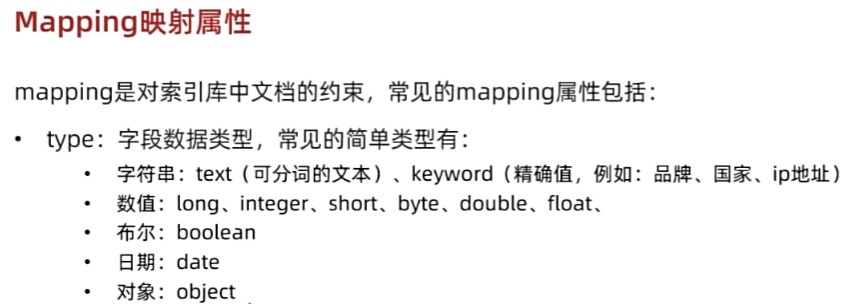 Mapping映射属性
mapping是对索引库中文档的约束，常见的mapping属性包括：
• type：字段数据类型，常见的简单类型有：
• 字符串：text（可分词的文本）、keyword（精确值，例如：品牌、国家、ip地址）
• 数值：long、integer、short、byte、double、float、
• 布尔：boolean
• 日期：date
• 对象：object